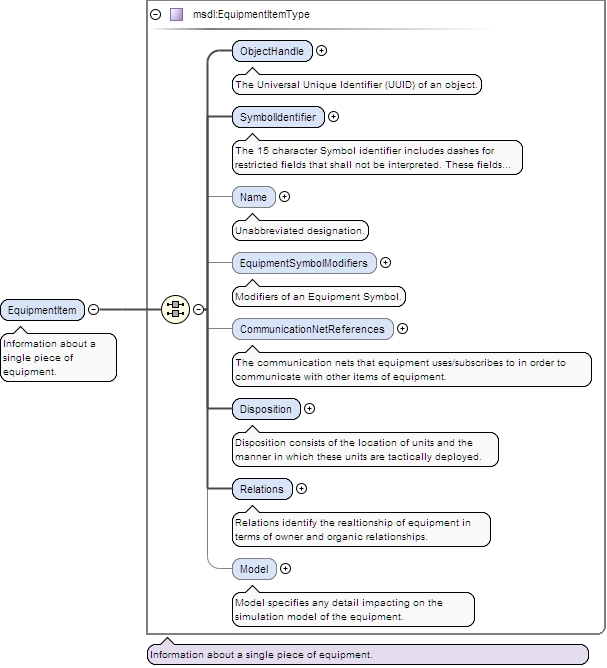 msdl:EquipmentItemType
ObjectHandle
The Universal Unique Identifier (UUID) of an object.
SymbolIdentifier
The 15 character Symbol identifier includes dashes for
restricted fields that shall not be interpreted. These fields...
Name
Unabbreviated designation.
EquipmentSymbolModifiers
Modifiers of an Equipment Symbol.
EquipmentItem
Information about a
single piece of
equipment.
CommunicationNetReferences
The communication nets that equipment uses/subscribes to in order to
communicate with other items of equipment.
Disposition
Disposition consists of the location of units and the
manner in which these units are tactically deployed.
Relations
Relations identify the realtionship of equipment in
terms of owner and organic relationships.
Model
Model specifies any detail impacting on the
simulation model of the equipment.
Information about a single piece of equipment.